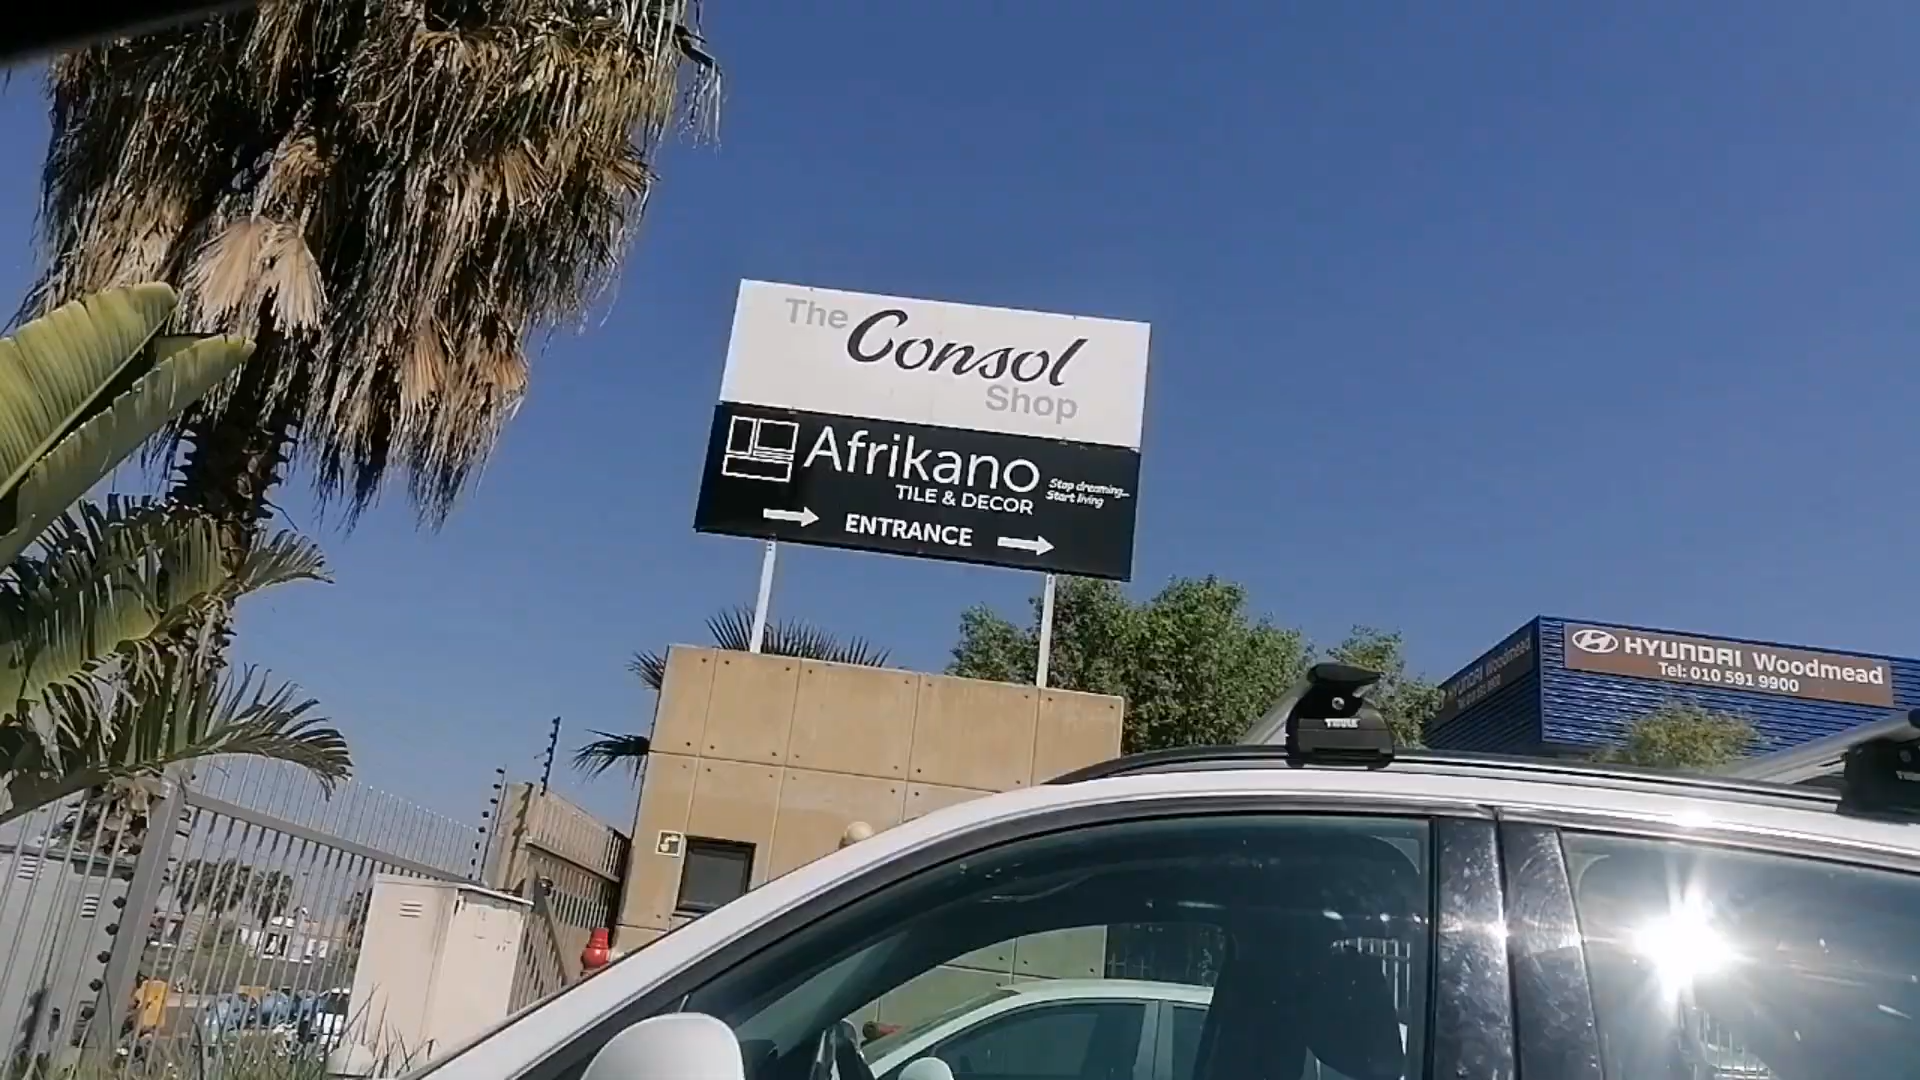 The Consol
Shop
Afrikano
TILE & DECOR
Stop dreaming...
Start living
ENTRANCE
HYUNDAI Woodmead
Tel: 010 591 9900
HYUNDAI Woodmead
THULE